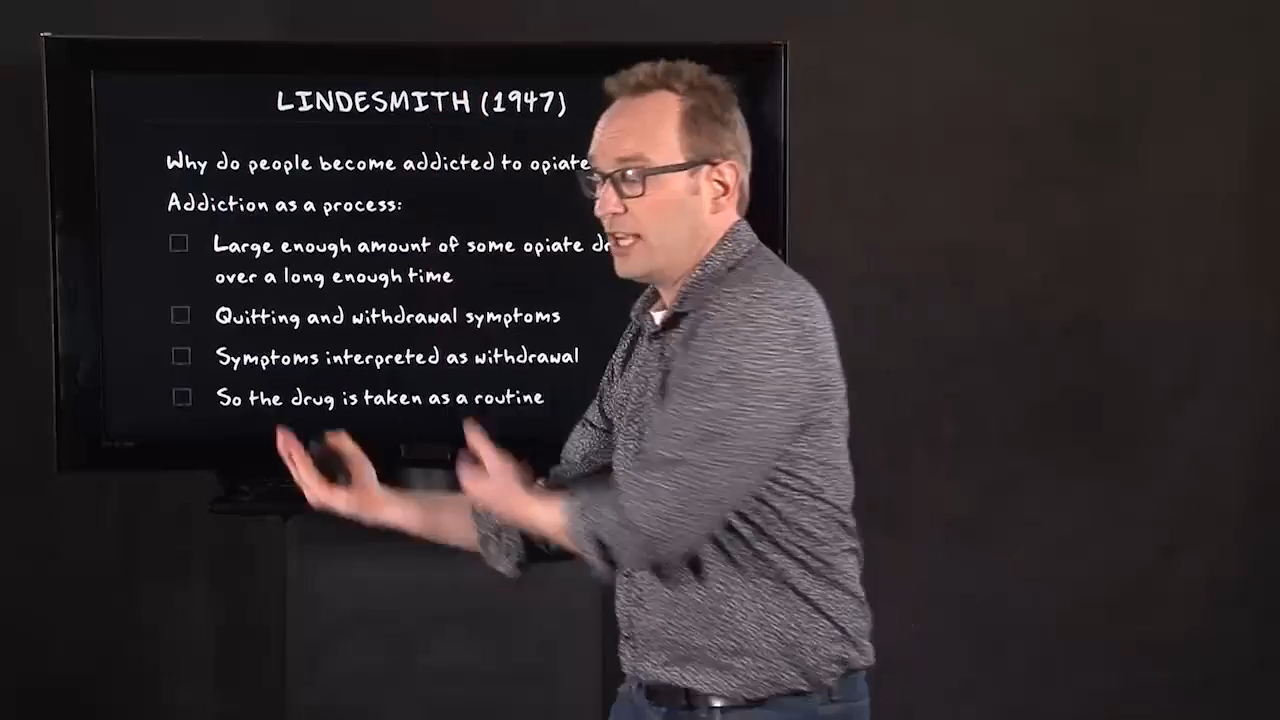 LINDESMITH (1947)
Why do people become addicted to opiate
Addiction as a process:
Large enough amount of some opiate
over a long enough time
Quitting and withdrawal symptoms
Symptoms interpreted as withdrawal
So the drug is taken as a routine